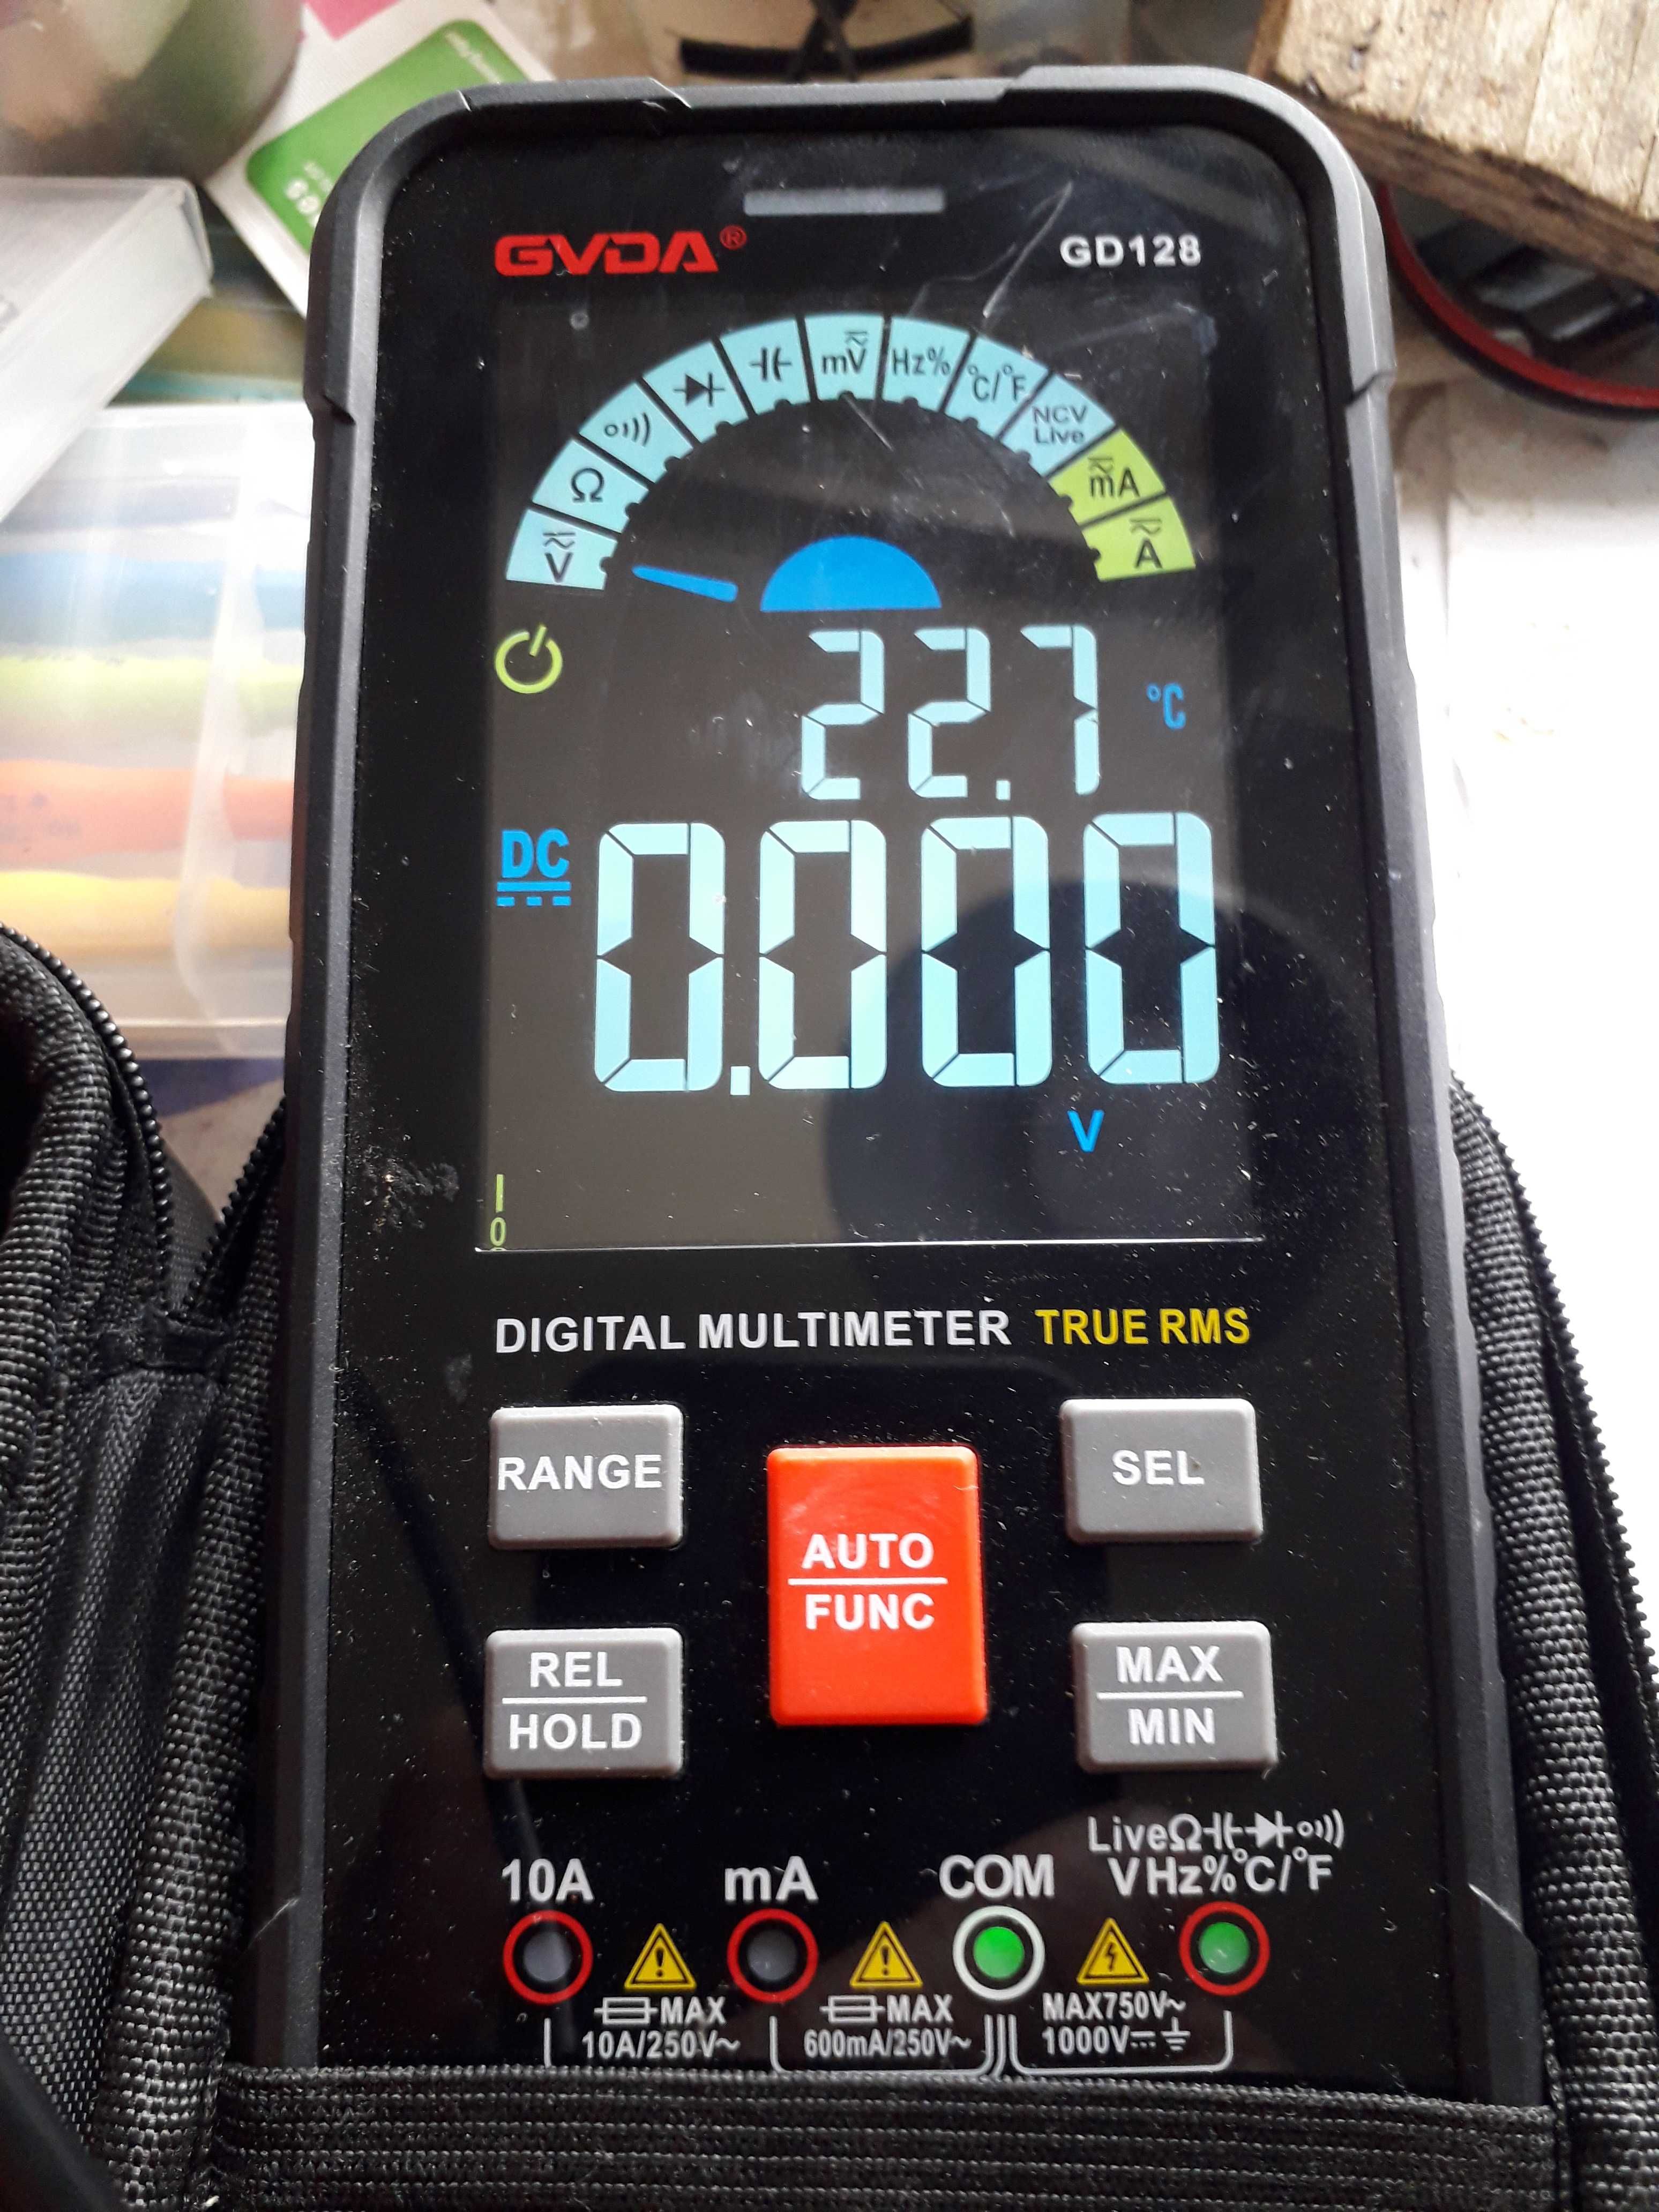 GVDA®
GD128
V
Ω
mV
Hz%
°C/°F
NCV
Live
mA
A
22.7 °C
DC
0.000
V
0
DIGITAL MULTIMETER TRUE RMS
RANGE
SEL
AUTO
FUNC
REL
HOLD
MAX
MIN
LiveΩ
10A
mA
COM
VHz%°C/°F
MAX
10A/250V~
MAX
600mA/250V~
MAX750V~
1000V⎓